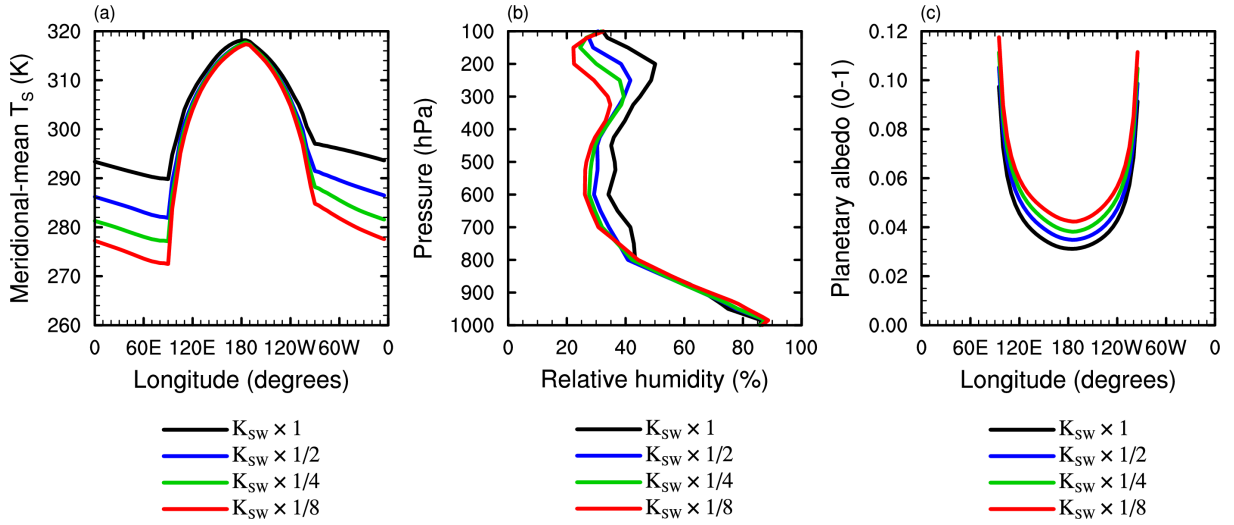 (a)
320
310
300
290
280
270
260
Meridional-mean T_S (K)
0 60E 120E 180 120W 60W 0
Longitude (degrees)
K_SW × 1
K_SW × 1/2
K_SW × 1/4
K_SW × 1/8
(b)
100
200
300
400
500
600
700
800
900
1000
Pressure (hPa)
0 20 40 60 80 100
Relative humidity (%)
K_SW × 1
K_SW × 1/2
K_SW × 1/4
K_SW × 1/8
(c)
0.12
0.10
0.08
0.06
0.04
0.02
0.00
Planetary albedo (0-1)
0 60E 120E 180 120W 60W 0
Longitude (degrees)
K_SW × 1
K_SW × 1/2
K_SW × 1/4
K_SW × 1/8